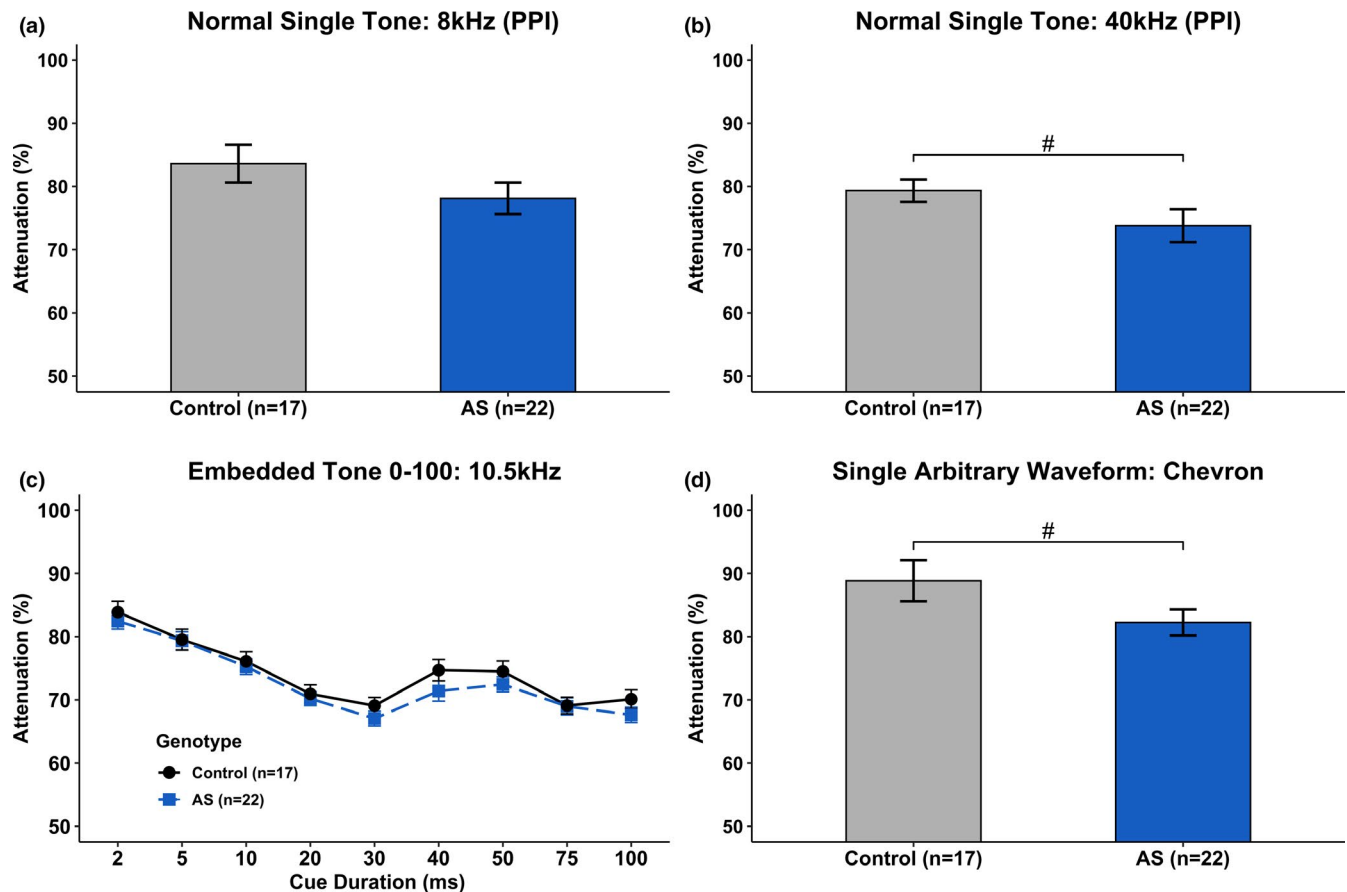 (a)
Normal Single Tone: 8kHz (PPI)
100
90
80
70
60
50
Attenuation (%)
Control (n=17)
AS (n=22)
(b)
Normal Single Tone: 40kHz (PPI)
100
90
80
70
60
50
Attenuation (%)
#
Control (n=17)
AS (n=22)
(c)
Embedded Tone 0-100: 10.5kHz
100
90
80
70
60
50
Attenuation (%)
Genotype
Control (n=17)
AS (n=22)
2 5 10 20 30 40 50 75 100
Cue Duration (ms)
(d)
Single Arbitrary Waveform: Chevron
100
90
80
70
60
50
Attenuation (%)
#
Control (n=17)
AS (n=22)